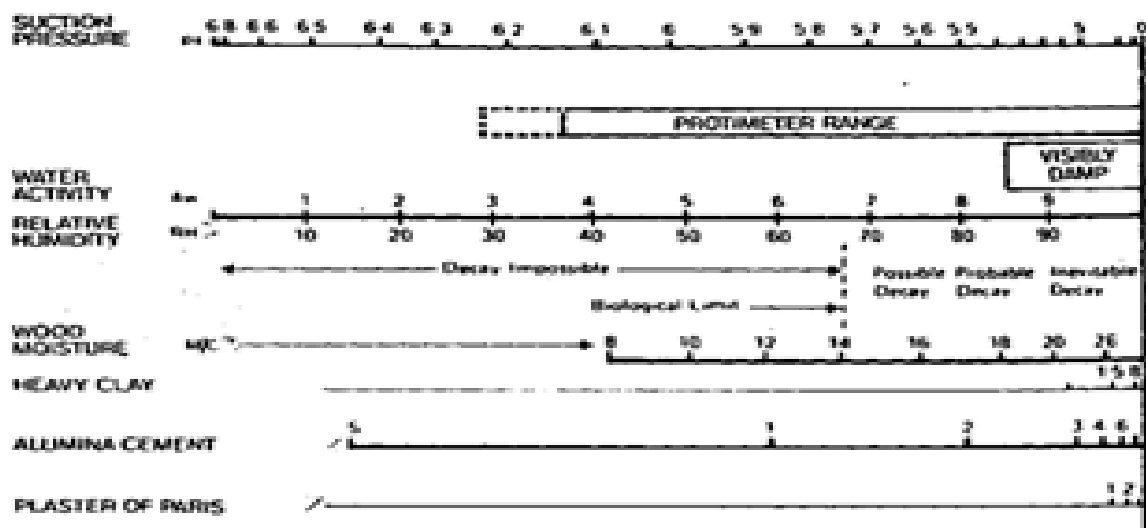 SUCTION
PRESSURE
6.8 6.6 6.5 6.4 6.3 6.2 6.1 6 5.9 5.8 5.7 5.6 5.5 5 0
PROTIMETER RANGE
VISIBLY
DAMP
WATER
ACTIVITY
.1 .2 .3 .4 .5 .6 .7 .8 .9
RELATIVE
HUMIDITY
10 20 30 40 50 60 70 80 90
Decay Impossible
Possible Probable Inevitable
Decay Decay Decay
Biological Limit
WOOD
MOISTURE
M/C % 8 10 12 14 16 18 20 26
HEAVY CLAY 1 5 8
ALLUMINA CEMENT .5 1 2 3 4 6
PLASTER OF PARIS .1 .2